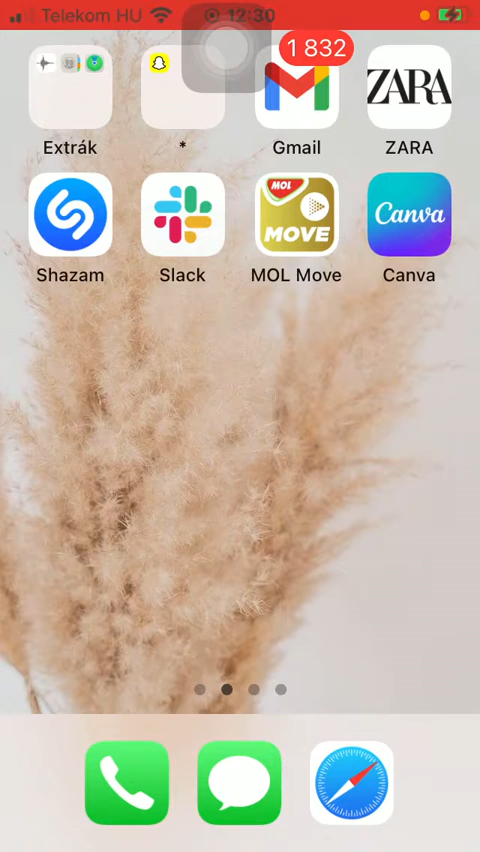 Telekom HU 12:30
1 832
ZARA
Extrák * Gmail ZARA
MOL
MOVE
Canva
Shazam Slack MOL Move Canva